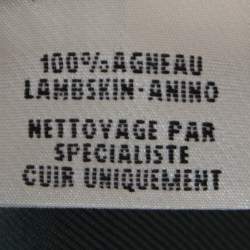 100% AGNEAU
LAMBSKIN-ANINO
NETTOYAGE PAR
SPECIALISTE
CUIR UNIQUEMENT